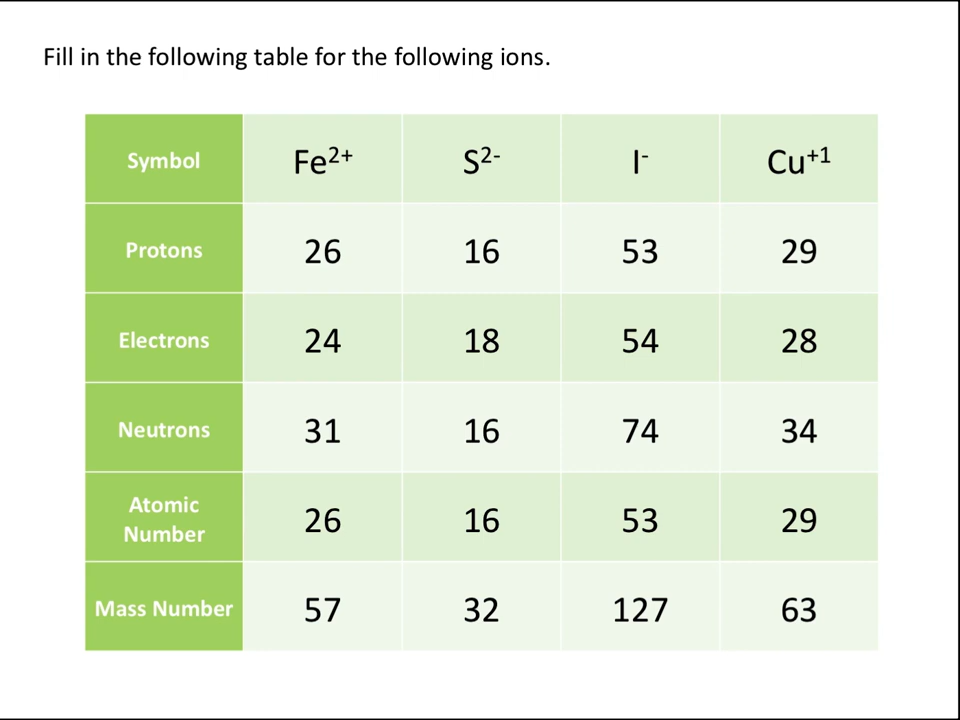 Fill in the following table for the following ions.
Symbol Fe²⁺ S²⁻ I⁻ Cu⁺¹
Protons 26 16 53 29
Electrons 24 18 54 28
Neutrons 31 16 74 34
Atomic
Number 26 16 53 29
Mass Number 57 32 127 63